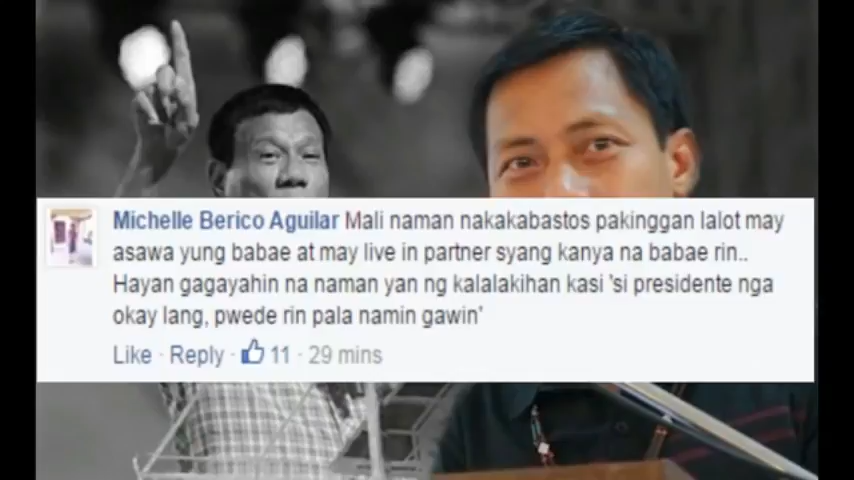 Michelle Berico Aguilar Mali naman nakakabastos pakinggan lalot may
asawa yung babae at may live in partner syang kanya na babae rin..
Hayan gagayahin na naman yan ng kalalakihan kasi 'si presidente nga
okay lang, pwede rin pala namin gawin'
Like · Reply · 11 · 29 mins